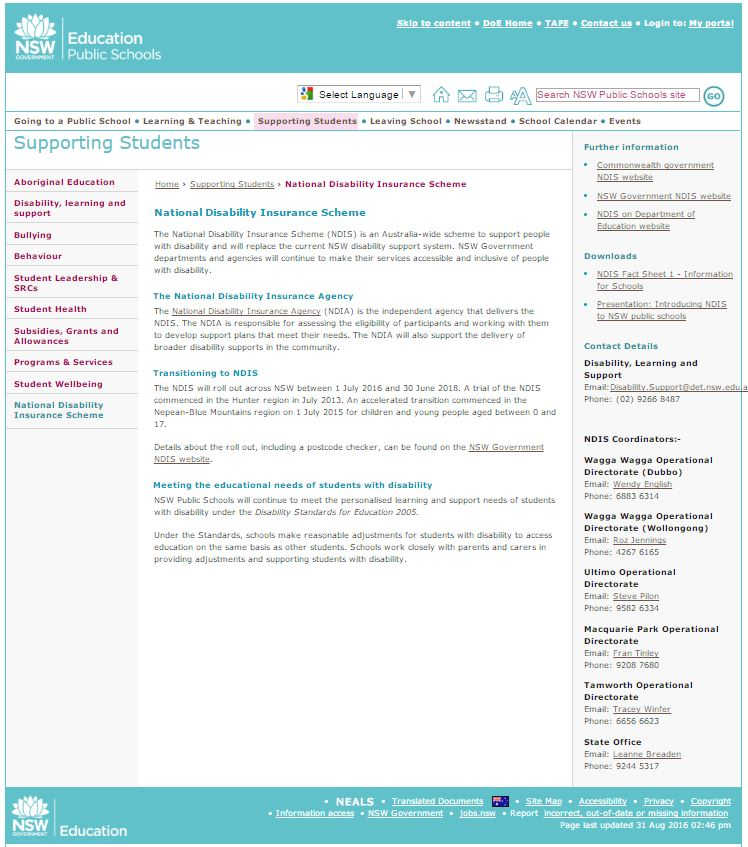 Skip to content • DoE Home • TAFE • Contact us • Login to: My portal
NSW
GOVERNMENT
Education
Public Schools
Select Language ▼
AA
Search NSW Public Schools site
GO
Going to a Public School • Learning & Teaching • Supporting Students • Leaving School • Newsstand • School Calendar • Events
Supporting Students
Aboriginal Education
Disability, learning and
support
Bullying
Behaviour
Student Leadership &
SRCs
Student Health
Subsidies, Grants and
Allowances
Programs & Services
Student Wellbeing
National Disability
Insurance Scheme
Home › Supporting Students › National Disability Insurance Scheme
National Disability Insurance Scheme
The National Disability Insurance Scheme (NDIS) is an Australia-wide scheme to support people
with disability and will replace the current NSW disability support system. NSW Government
departments and agencies will continue to make their services accessible and inclusive of people
with disability.
The National Disability Insurance Agency
The National Disability Insurance Agency (NDIA) is the independent agency that delivers the
NDIS. The NDIA is responsible for assessing the eligibility of participants and working with them
to develop support plans that meet their needs. The NDIA will also support the delivery of
broader disability supports in the community.
Transitioning to NDIS
The NDIS will roll out across NSW between 1 July 2016 and 30 June 2018. A trial of the NDIS
commenced in the Hunter region in July 2013. An accelerated transition commenced in the
Nepean-Blue Mountains region on 1 July 2015 for children and young people aged between 0 and
17.
Details about the roll out, including a postcode checker, can be found on the NSW Government
NDIS website.
Meeting the educational needs of students with disability
NSW Public Schools will continue to meet the personalised learning and support needs of students
with disability under the Disability Standards for Education 2005.
Under the Standards, schools make reasonable adjustments for students with disability to access
education on the same basis as other students. Schools work closely with parents and carers in
providing adjustments and supporting students with disability.
Further information
• Commonwealth government
NDIS website
• NSW Government NDIS website
• NDIS on Department of
Education website
Downloads
• NDIS Fact Sheet 1 - Information
for Schools
• Presentation: Introducing NDIS
to NSW public schools
Contact Details
Disability, Learning and
Support
Email:Disability.Support@det.nsw.edu.a
Phone: (02) 9266 8487
NDIS Coordinators:-
Wagga Wagga Operational
Directorate (Dubbo)
Email: Wendy English
Phone: 6883 6314
Wagga Wagga Operational
Directorate (Wollongong)
Email: Roz Jennings
Phone: 4267 6165
Ultimo Operational
Directorate
Email: Steve Pilon
Phone: 9582 6334
Macquarie Park Operational
Directorate
Email: Fran Tinley
Phone: 9208 7680
Tamworth Operational
Directorate
Email: Tracey Winfer
Phone: 6656 6623
State Office
Email: Leanne Breaden
Phone: 9244 5317
NSW
GOVERNMENT
Education
• NEALS • Translated Documents • Site Map • Accessibility • Privacy • Copyright
• Information access • NSW Government • jobs.nsw • Report incorrect, out-of-date or missing information
Page last updated 31 Aug 2016 02:46 pm